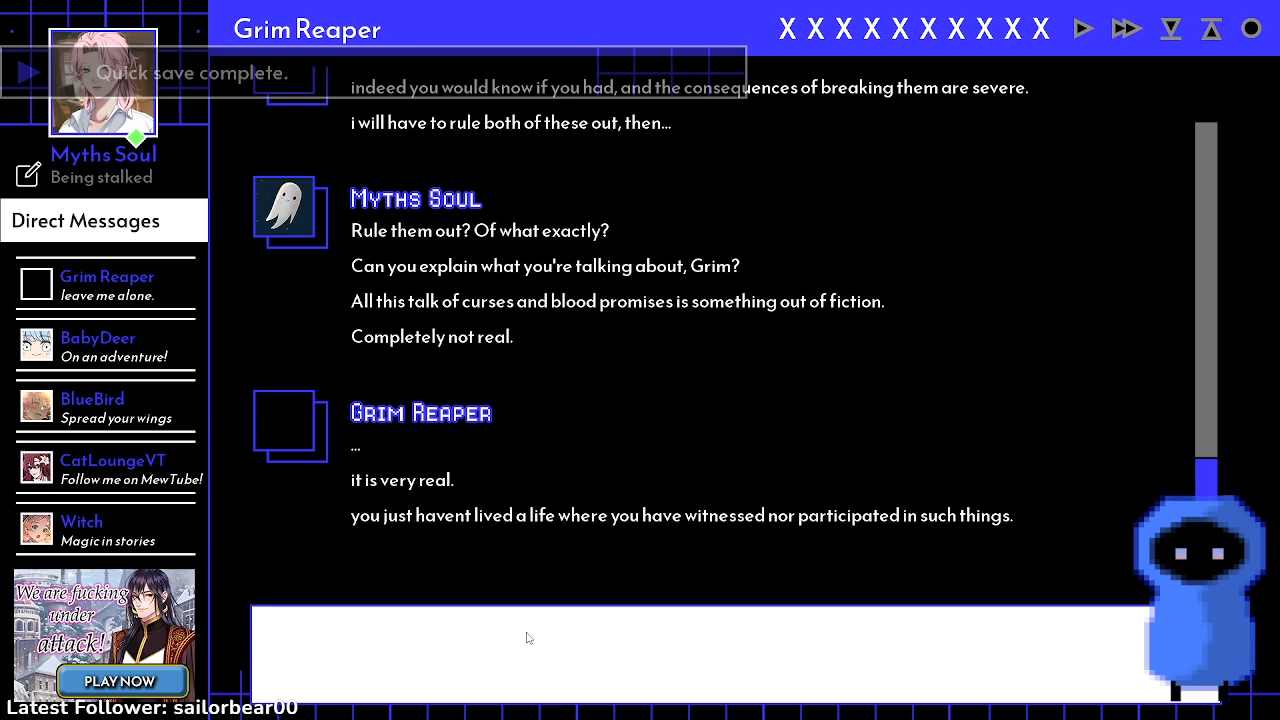 Grim Reaper
X X X X X X X X X X
Quick save complete.
indeed you would know if you had, and the consequences of breaking them are severe.
i will have to rule both of these out, then...
Myths Soul
Being stalked
Direct Messages
Grim Reaper
leave me alone.
BabyDeer
On an adventure!
BlueBird
Spread your wings
CatLoungeVT
Follow me on MewTube!
Witch
Magic in stories
We are fucking
under
attack!
PLAY NOW
Latest Follower: sailorbear00
Myths Soul
Rule them out? Of what exactly?
Can you explain what you're talking about, Grim?
All this talk of curses and blood promises is something out of fiction.
Completely not real.
Grim Reaper
...
it is very real.
you just havent lived a life where you have witnessed nor participated in such things.